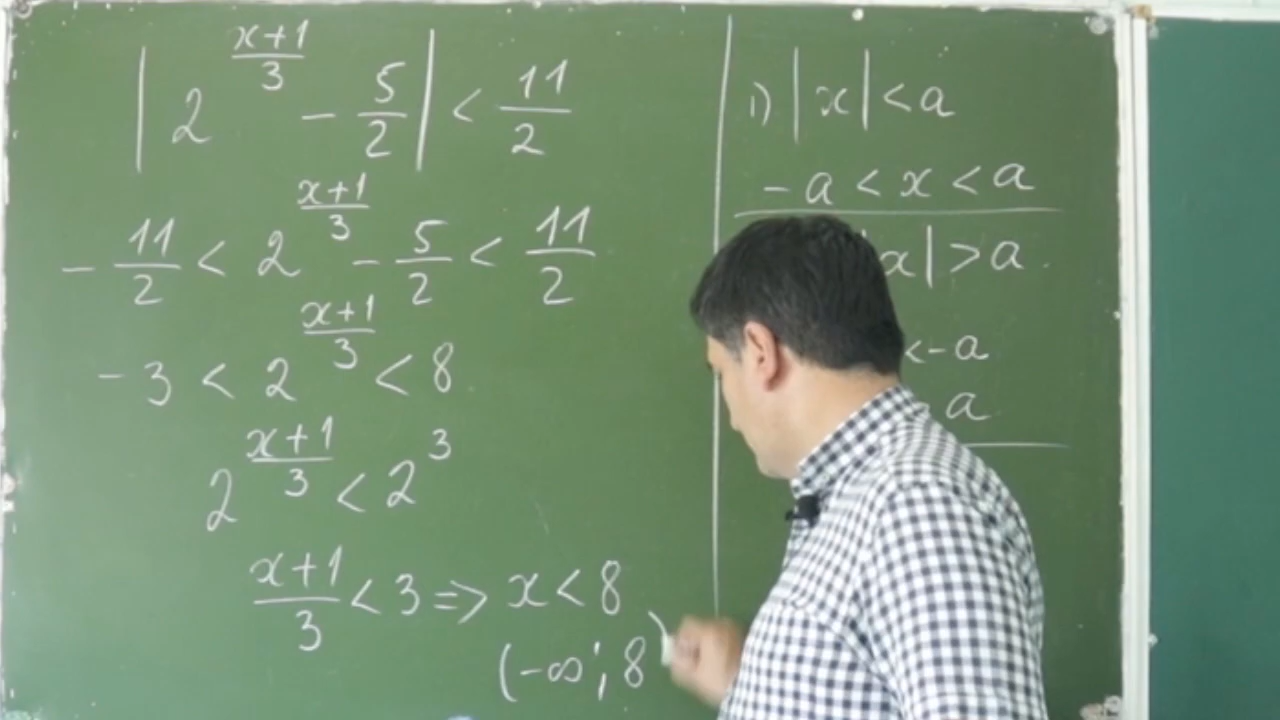 |2^((x+1)/3) - 5/2| < 11/2
-11/2 < 2^((x+1)/3) - 5/2 < 11/2
-3 < 2^((x+1)/3) < 8
2^((x+1)/3) < 2^3
(x+1)/3 < 3 => x < 8
(-∞; 8)
1) |x| < a
-a < x < a
x| > a
< -a
a